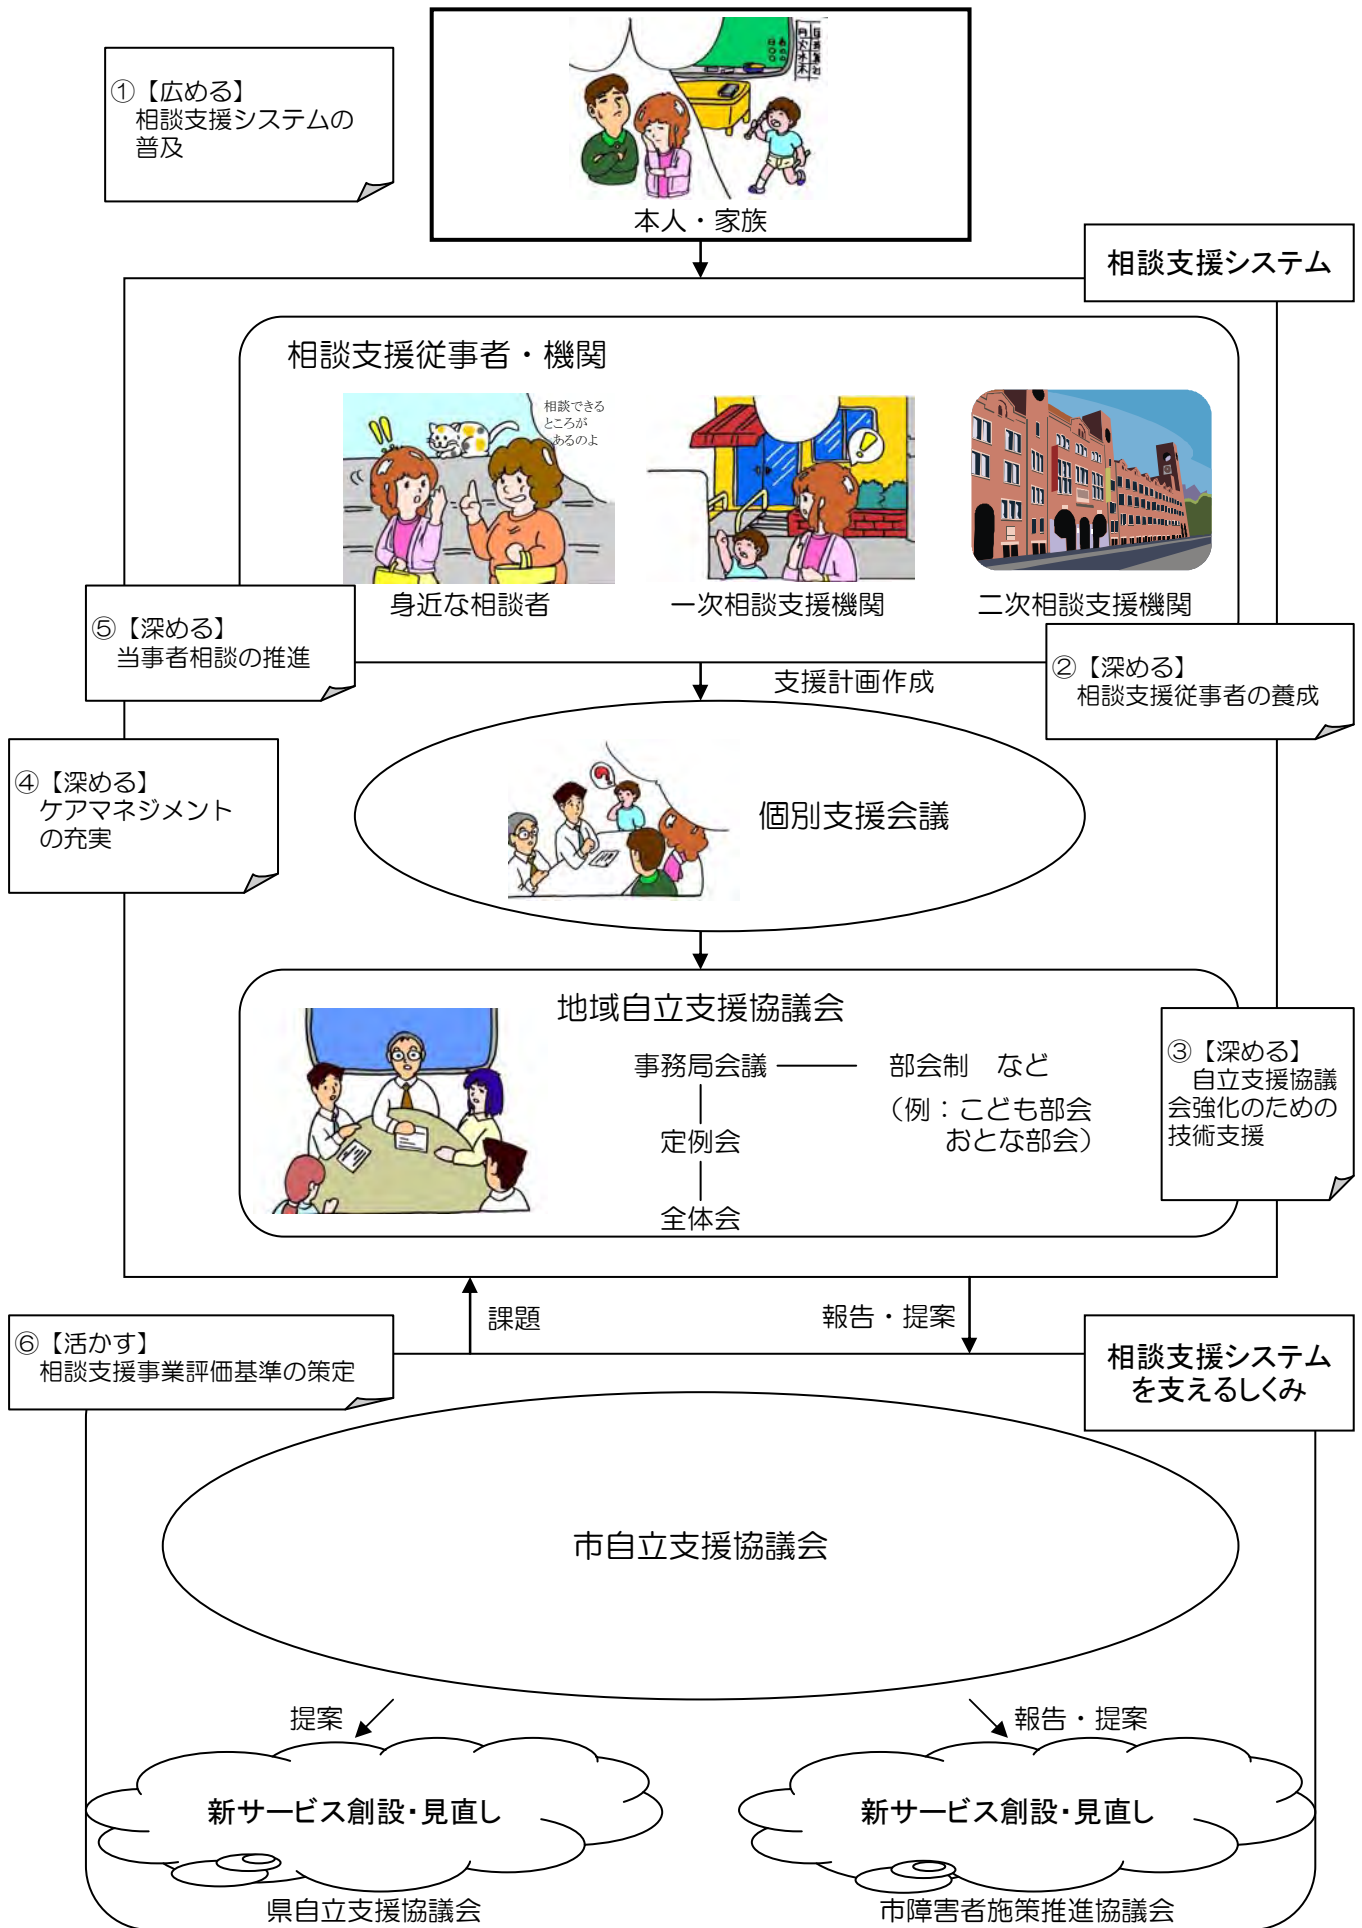 ①【広める】
相談支援システムの
普及
本人・家族
相談支援システム
相談支援従事者・機関
相談できる
ところが
あるのよ
身近な相談者
一次相談支援機関
二次相談支援機関
⑤【深める】
当事者相談の推進
支援計画作成
②【深める】
相談支援従事者の養成
④【深める】
ケアマネジメント
の充実
個別支援会議
地域自立支援協議会
事務局会議
部会制　など
（例：こども部会
おとな部会）
定例会
全体会
③【深める】
自立支援協議
会強化のための
技術支援
課題
報告・提案
⑥【活かす】
相談支援事業評価基準の策定
相談支援システム
を支えるしくみ
市自立支援協議会
提案
報告・提案
新サービス創設・見直し
新サービス創設・見直し
県自立支援協議会
市障害者施策推進協議会